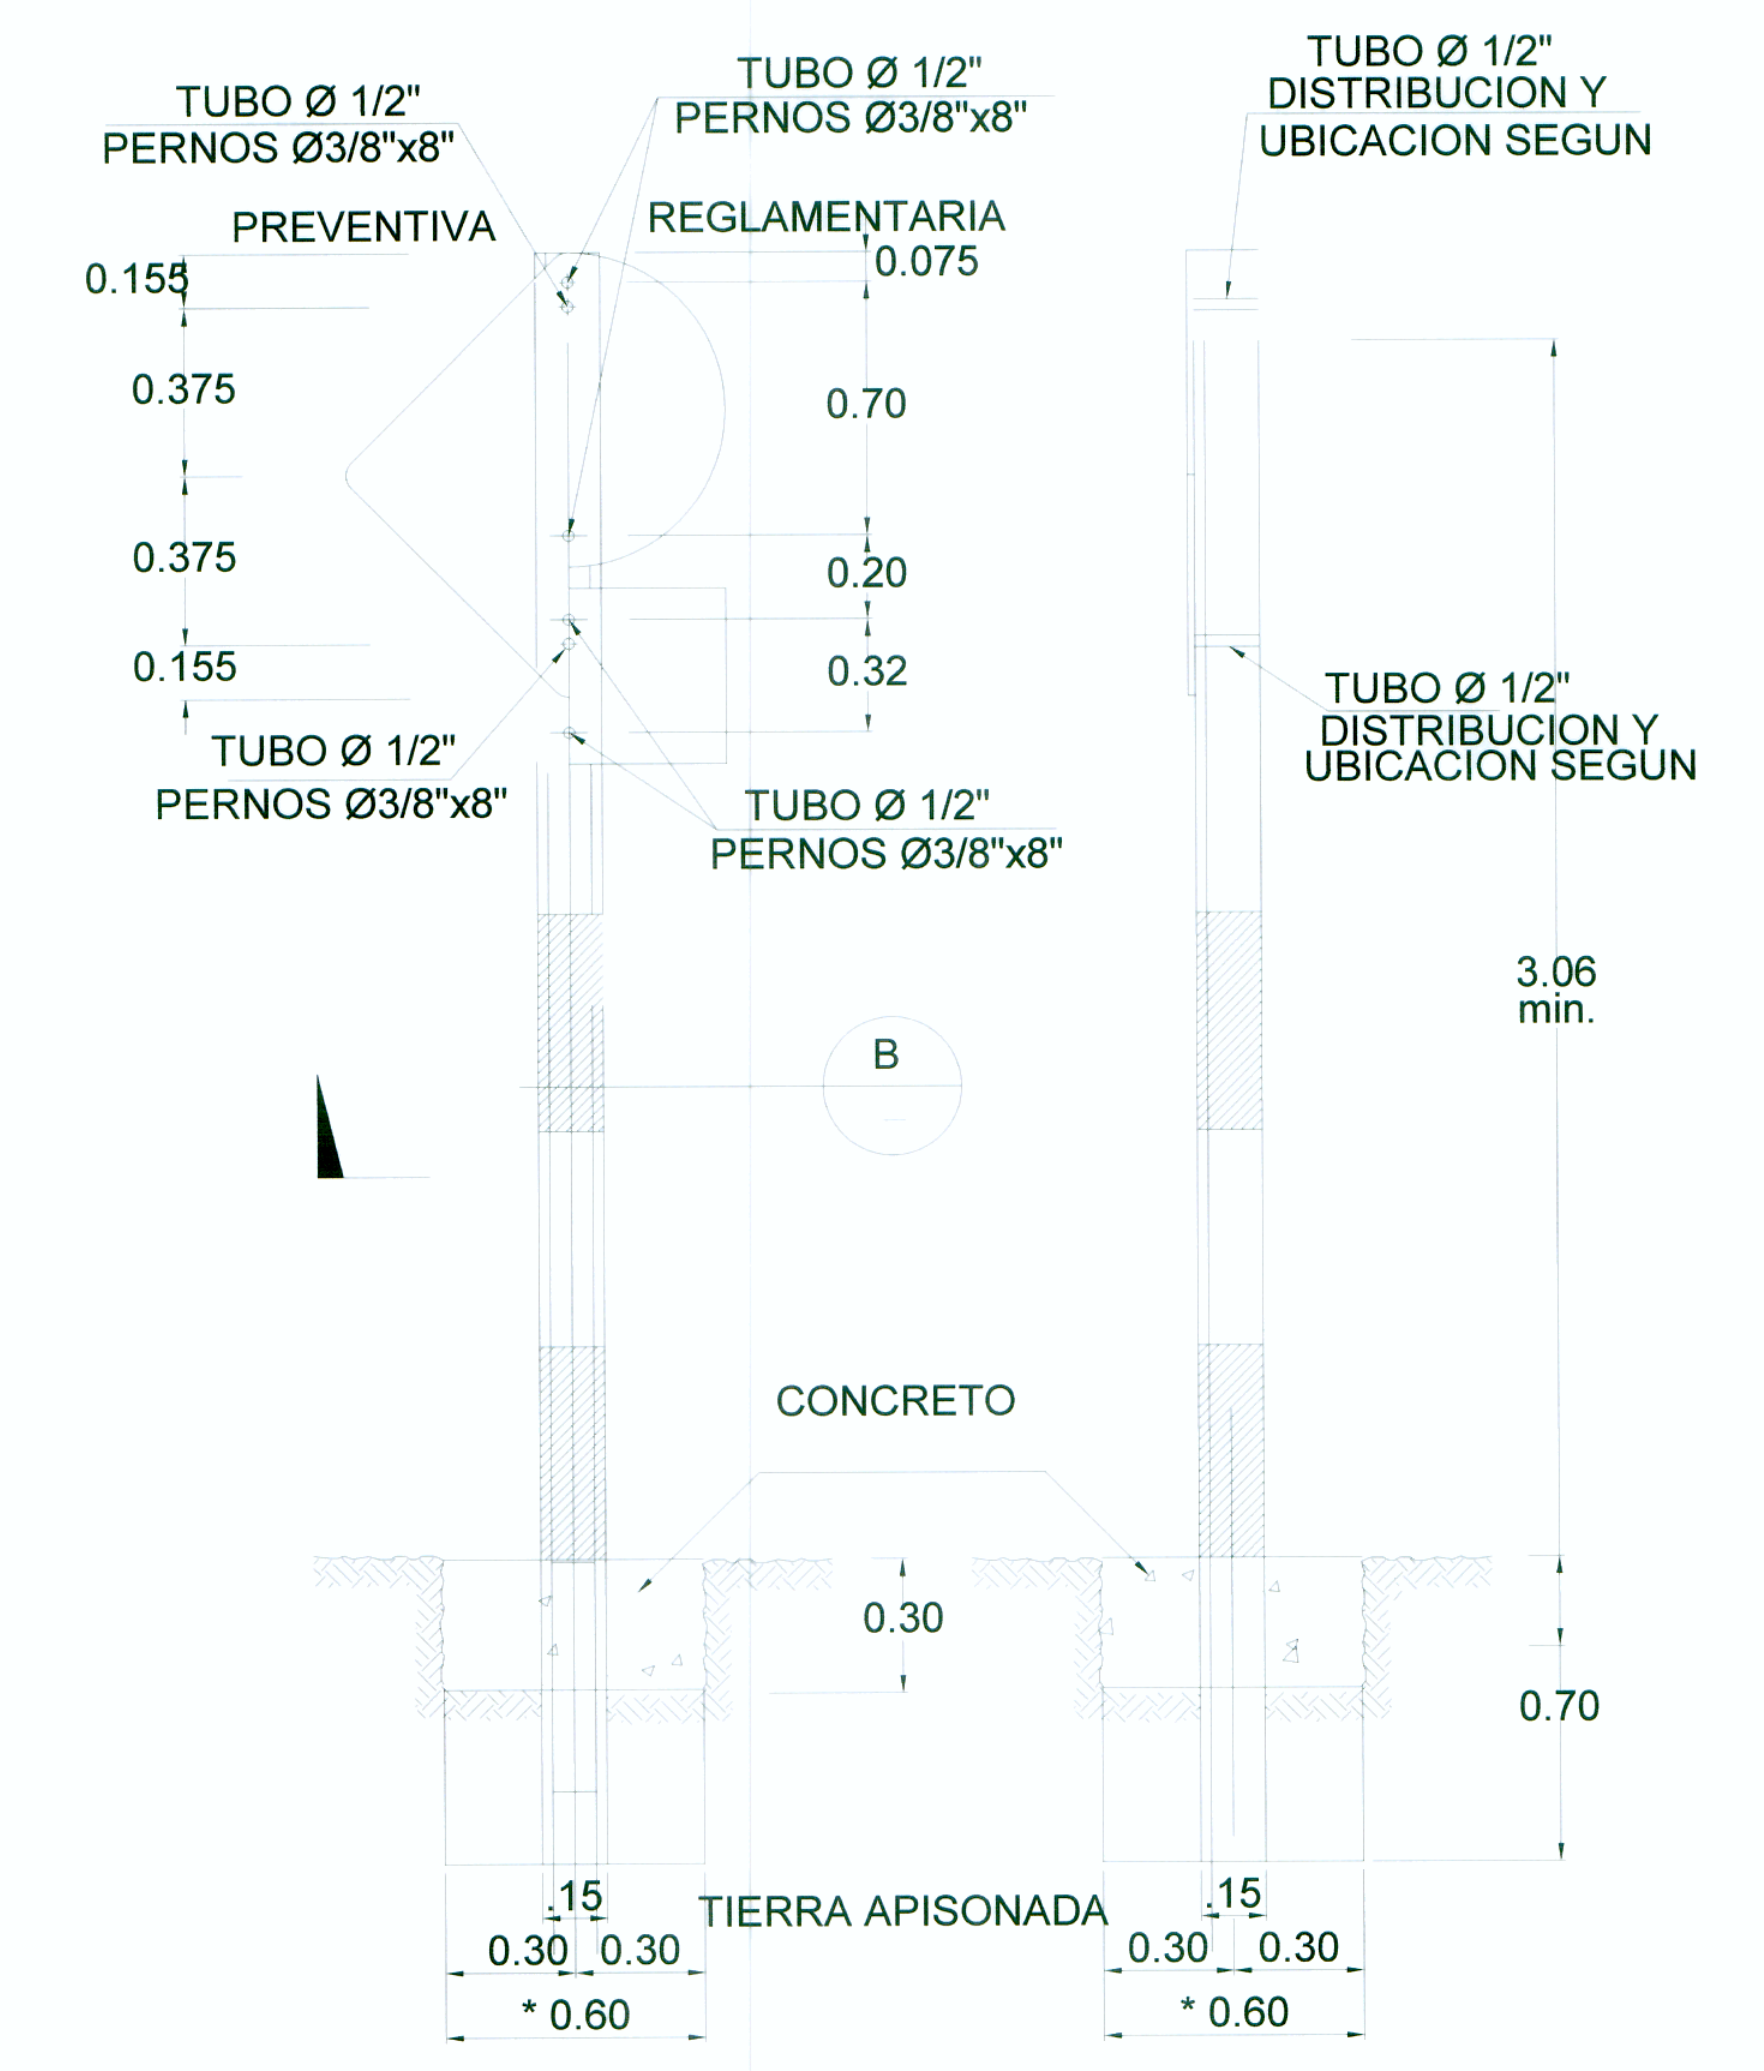 TUBO Ø 1/2"
PERNOS Ø3/8"x8"
TUBO Ø 1/2"
PERNOS Ø3/8"x8"
TUBO Ø 1/2"
DISTRIBUCION Y
UBICACION SEGUN
PREVENTIVA
REGLAMENTARIA
0.155
0.075
0.375
0.70
0.375
0.20
0.155
0.32
TUBO Ø 1/2"
PERNOS Ø3/8"x8"
TUBO Ø 1/2"
PERNOS Ø3/8"x8"
TUBO Ø 1/2"
DISTRIBUCION Y
UBICACION SEGUN
3.06
min.
B
CONCRETO
0.30
0.70
.15
TIERRA APISONADA
.15
0.30 0.30
0.30 0.30
* 0.60
* 0.60